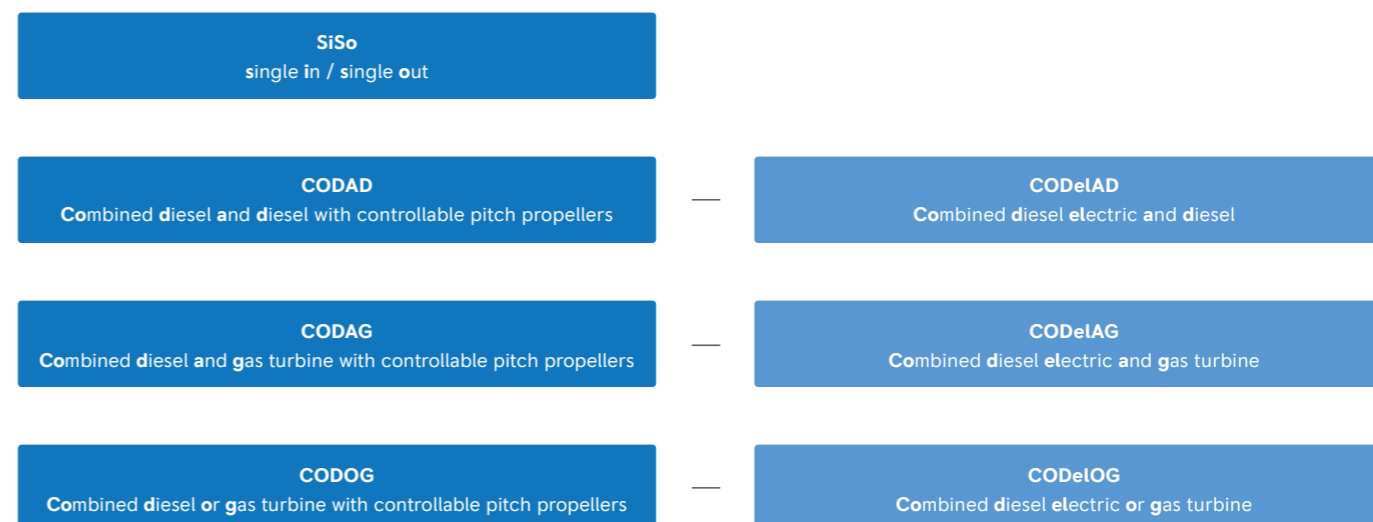 SiSo
single in / single out
CODAD
Combined diesel and diesel with controllable pitch propellers
CODelAD
Combined diesel electric and diesel
CODAG
Combined diesel and gas turbine with controllable pitch propellers
CODelAG
Combined diesel electric and gas turbine
CODOG
Combined diesel or gas turbine with controllable pitch propellers
CODelOG
Combined diesel electric or gas turbine